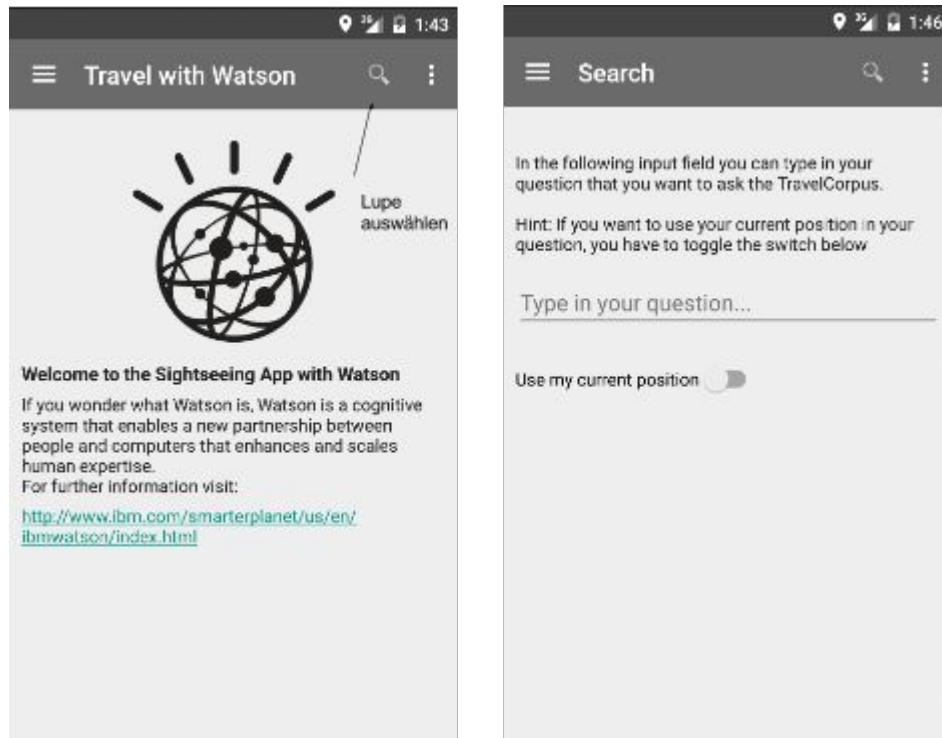 1:43
Travel with Watson
Lupe
auswählen
Welcome to the Sightseeing App with Watson
If you wonder what Watson is, Watson is a cognitive
system that enables a new partnership between
people and computers that enhances and scales
human expertise.
For further information visit:
http://www.ibm.com/smarterplanet/us/en/
ibmwatson/index.html
3G 1:46
Search
In the following input field you can type in your
question that you want to ask the TravelCorpus.
Hint: If you want to use your current position in your
question, you have to toggle the switch below
Type in your question...
Use my current position